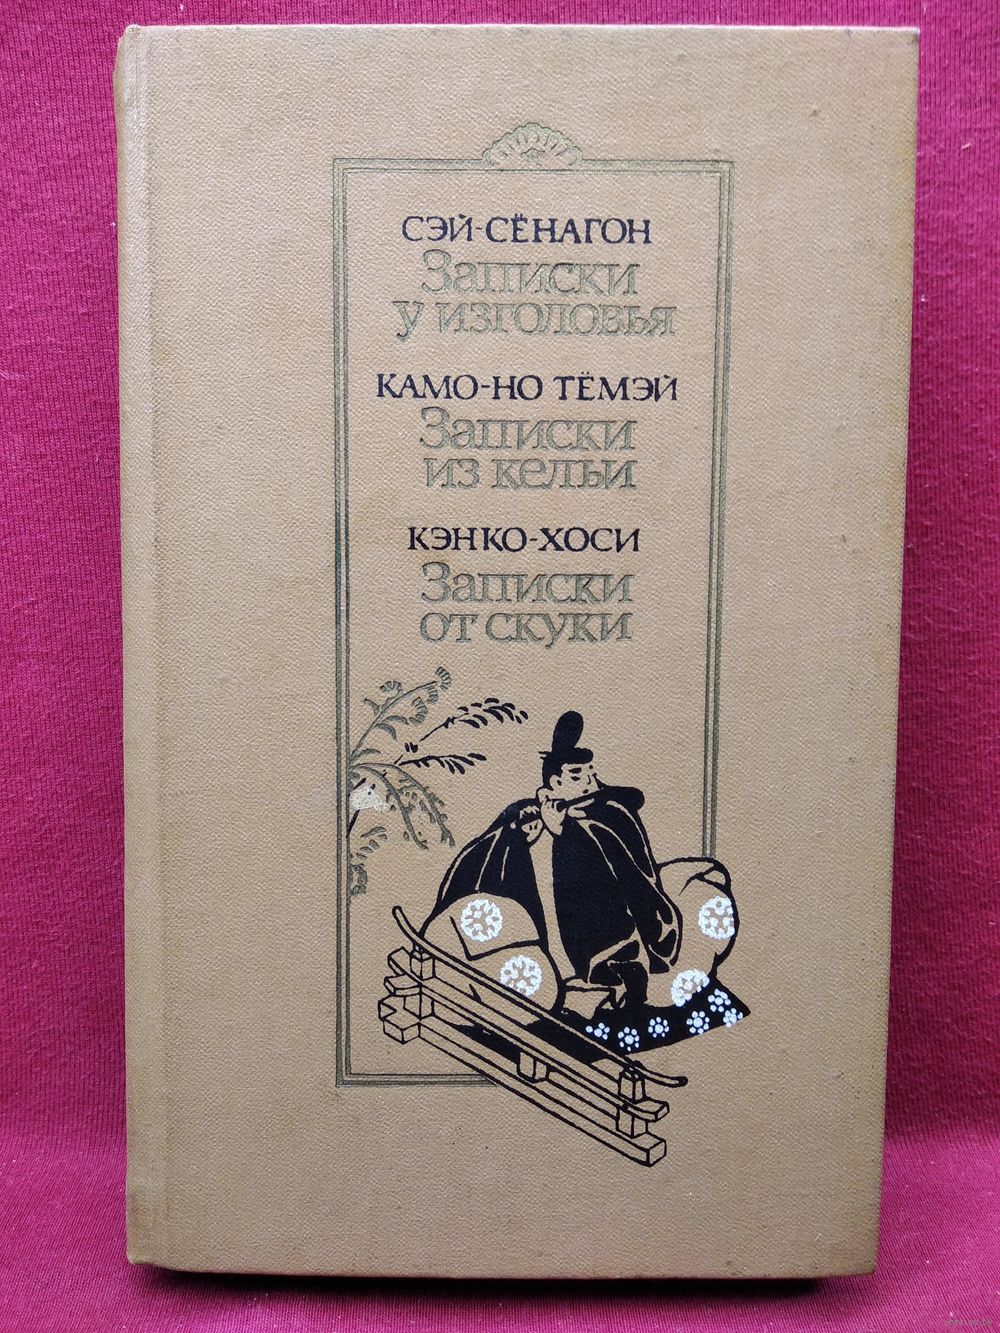 СЭЙ-СЁНАГОН
Записки
у изголовья
КАМО-НО ТЁМЭЙ
Записки
из кельи
КЭНКО-ХОСИ
Записки
от скуки